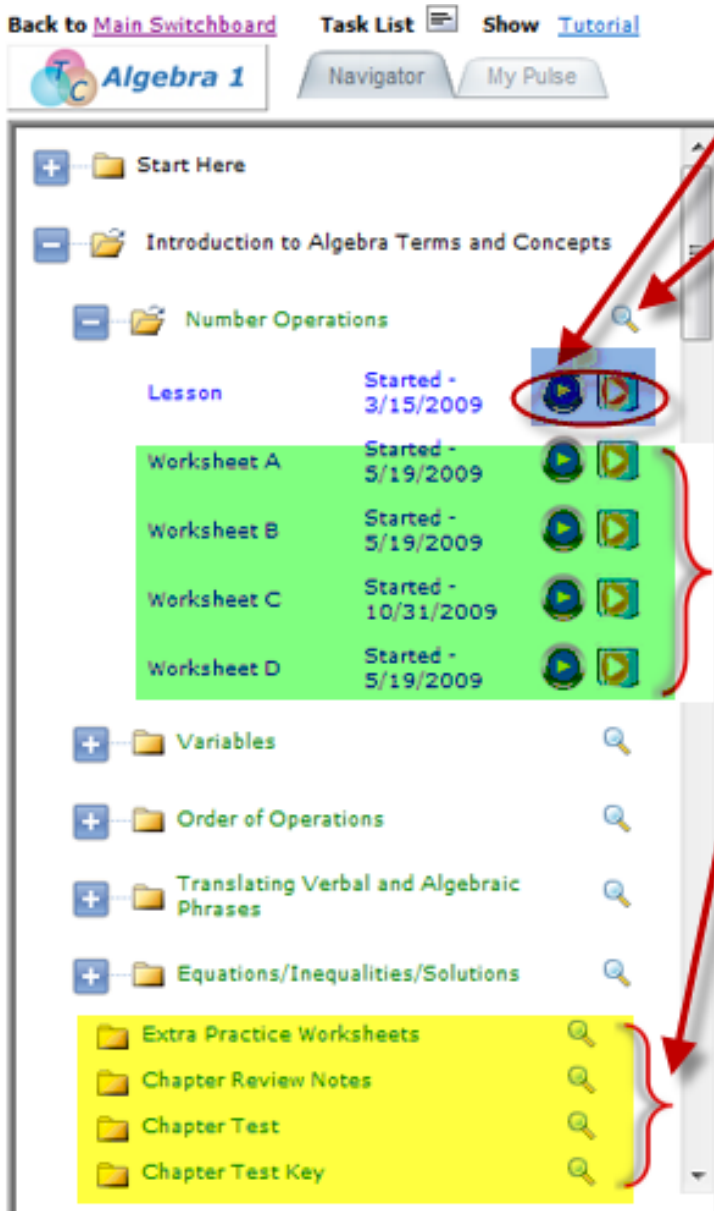 Back to Main Switchboard Task List Show Tutorial
TC Algebra 1 Navigator My Pulse
Start Here
Introduction to Algebra Terms and Concepts
Number Operations
Lesson Started -
3/15/2009
Worksheet A Started -
5/19/2009
Worksheet B Started -
5/19/2009
Worksheet C Started -
10/31/2009
Worksheet D Started -
5/19/2009
Variables
Order of Operations
Translating Verbal and Algebraic
Phrases
Equations/Inequalities/Solutions
Extra Practice Worksheets
Chapter Review Notes
Chapter Test
Chapter Test Key